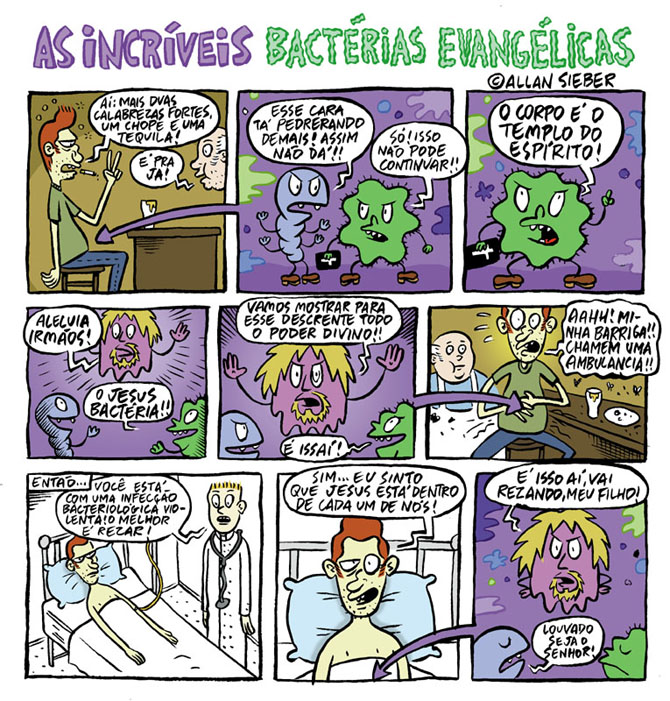 AS INCRÍVEIS BACTÉRIAS EVANGÉLICAS
©ALLAN SIEBER
AÍ: MAIS DUAS
CALABREZAS FORTES,
UM CHOPE E UMA
TEQUILA!
É PRA
JÁ!
ESSE CARA
TÁ PEDRERANDO
DEMAIS! ASSIM
NÃO DÁ!!
SÓ! ISSO
NÃO PODE
CONTINUAR!!
O CORPO É O
TEMPLO DO
ESPÍRITO!
ALELUIA
IRMÃOS!
O JESUS
BACTÉRIA!!
VAMOS MOSTRAR PARA
ESSE DESCRENTE TODO
O PODER DIVINO!!
É ISSAÍ!
AAHH! MI-
NHA BARRIGA!!
CHAMEM UMA
AMBULANCIA!!
ENTÃO...
VOCÊ ESTÁ
COM UMA INFECÇÃO
BACTERIOLÓGICA VIO-
LENTA! O MELHOR
É REZAR!
SIM... EU SINTO
QUE JESUS ESTÁ DENTRO
DE CADA UM DE NÓS!
É ISSO AÍ, VAI
REZANDO, MEU FILHO!
LOUVADO
SEJA O
SENHOR!